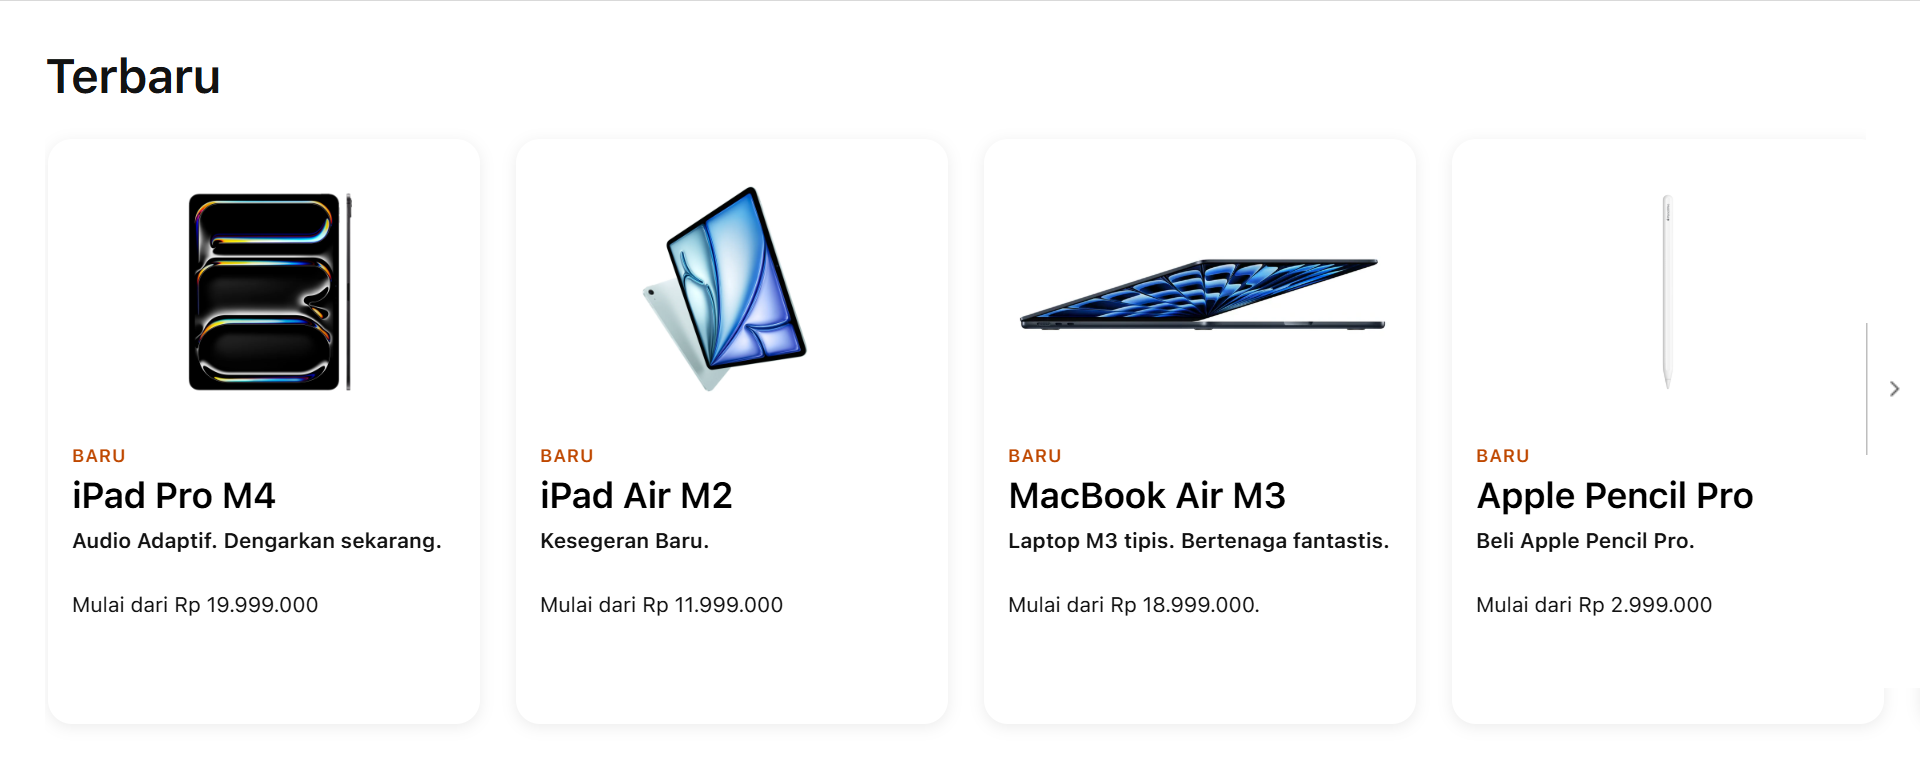 Terbaru
BARU
iPad Pro M4
Audio Adaptif. Dengarkan sekarang.
Mulai dari Rp 19.999.000
BARU
iPad Air M2
Kesegeran Baru.
Mulai dari Rp 11.999.000
BARU
MacBook Air M3
Laptop M3 tipis. Bertenaga fantastis.
Mulai dari Rp 18.999.000.
BARU
Apple Pencil Pro
Beli Apple Pencil Pro.
Mulai dari Rp 2.999.000